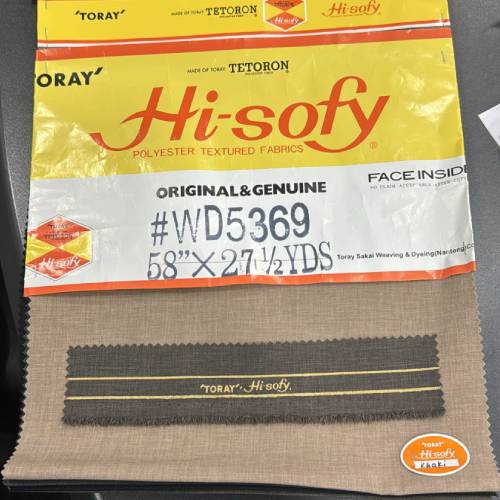 'TORAY'
MADE OF TORAY TETORON
Hi-sofy
TORAY'
MADE OF TORAY TETORON
Hi-sofy
®
POLYESTER TEXTURED FABRICS
ORIGINAL&GENUINE
FACE INSIDE
#WD5369
58"×27½YDS
Toray Sakai Weaving & Dyeing(Nantong)Co
Hi-sofy
'TORAY' Hi-sofy
'TORAY'
Hi-sofy